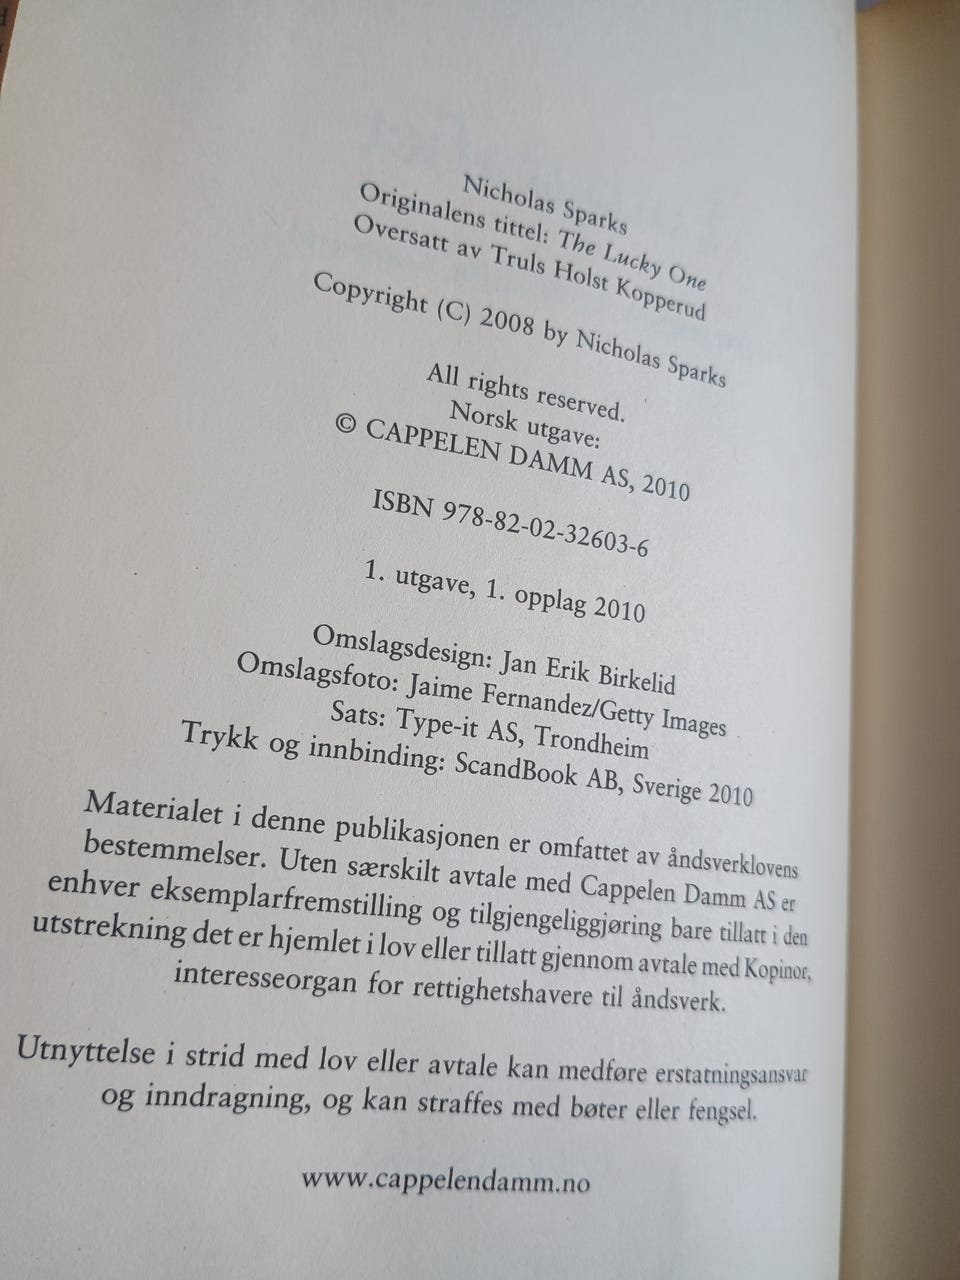 Nicholas Sparks
Originalens tittel: The Lucky One
Oversatt av Truls Holst Kopperud
Copyright (C) 2008 by Nicholas Sparks
All rights reserved.
Norsk utgave:
© CAPPELEN DAMM AS, 2010
ISBN 978-82-02-32603-6
1. utgave, 1. opplag 2010
Omslagsdesign: Jan Erik Birkelid
Omslagsfoto: Jaime Fernandez/Getty Images
Sats: Type-it AS, Trondheim
Trykk og innbinding: ScandBook AB, Sverige 2010
Materialet i denne publikasjonen er omfattet av åndsverklovens
bestemmelser. Uten særskilt avtale med Cappelen Damm AS er
enhver eksemplarfremstilling og tilgjengeliggjøring bare tillatt i den
utstrekning det er hjemlet i lov eller tillatt gjennom avtale med Kopinor,
interesseorgan for rettighetshavere til åndsverk.
Utnyttelse i strid med lov eller avtale kan medføre erstatningsansvar
og inndragning, og kan straffes med bøter eller fengsel.
www.cappelendamm.no